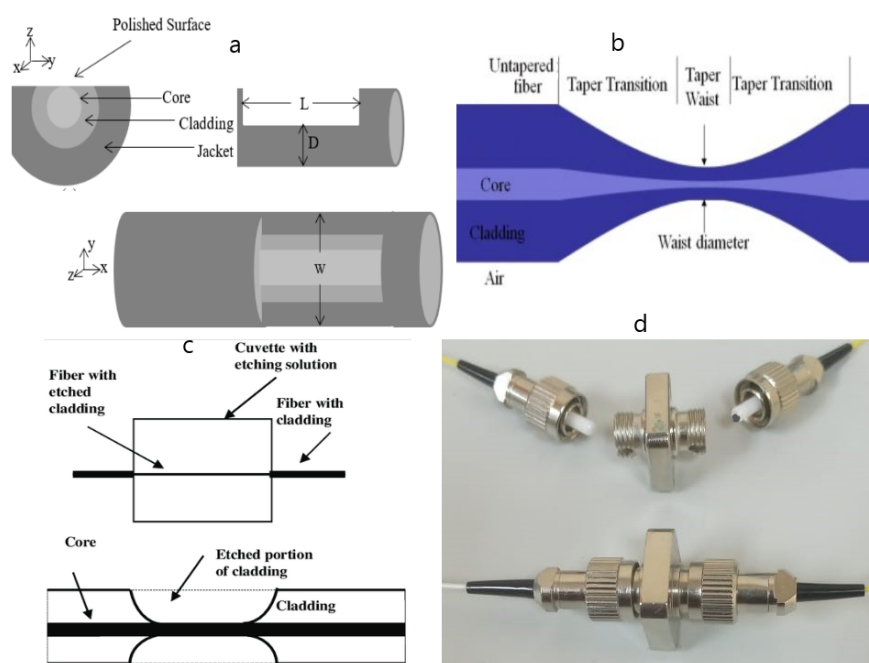 a
Polished Surface
z
y
x
Core
Cladding
Jacket
L
D
W
y
x
z
b
Untapered
fiber
Taper Transition
Taper
Waist
Taper Transition
Core
Cladding
Waist diameter
Air
c
Cuvette with
etching solution
Fiber with
etched
cladding
Fiber with
cladding
Core
Etched portion
of cladding
Cladding
d